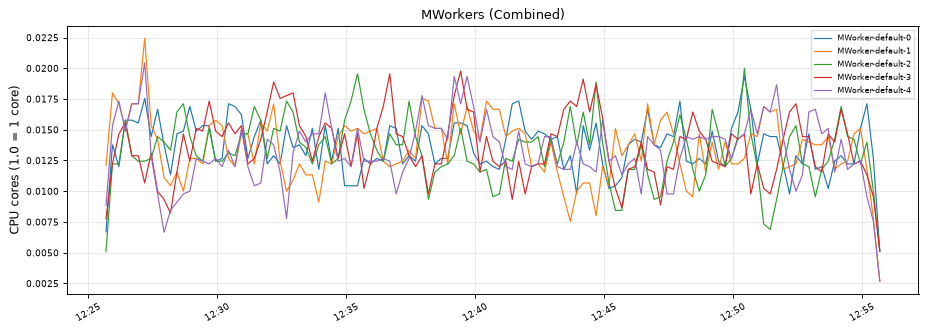 MWorkers (Combined)
CPU cores (1.0 = 1 core)
0.0225
0.0200
0.0175
0.0150
0.0125
0.0100
0.0075
0.0050
0.0025
MWorker-default-0
MWorker-default-1
MWorker-default-2
MWorker-default-3
MWorker-default-4
12:25
12:30
12:35
12:40
12:45
12:50
12:55